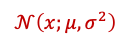 𝒩(x; μ, σ²)